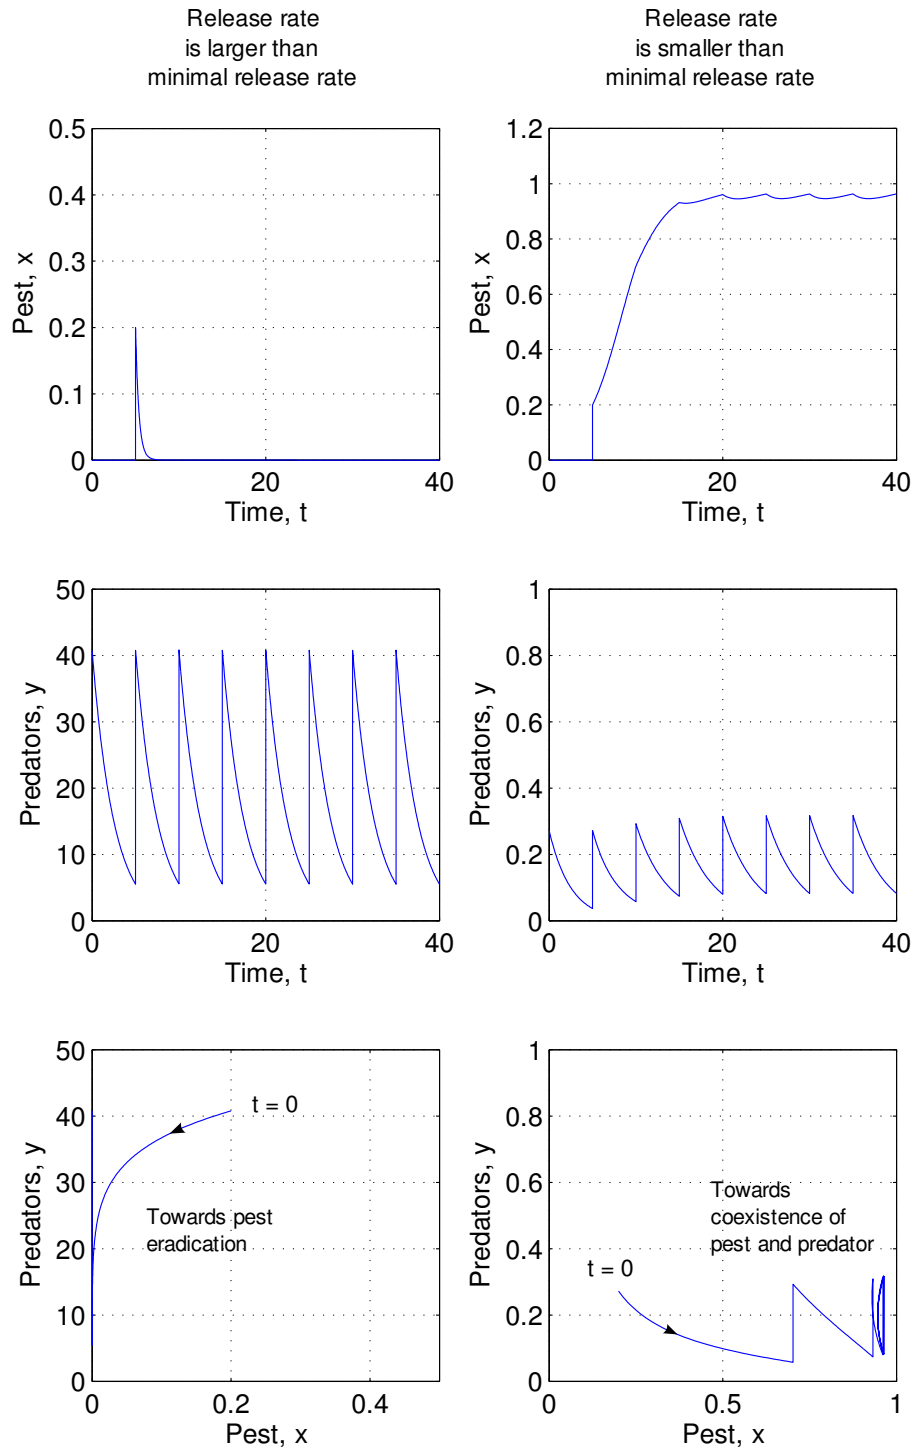 Release rate
is larger than
minimal release rate
Release rate
is smaller than
minimal release rate
0.5
0.4
0.3
0.2
0.1
0
Pest, x
0
20
40
Time, t
1.2
1
0.8
0.6
0.4
0.2
0
Pest, x
0
20
40
Time, t
50
40
30
20
10
0
Predators, y
0
20
40
Time, t
1
0.8
0.6
0.4
0.2
0
Predators, y
0
20
40
Time, t
50
40
30
20
10
0
Predators, y
t = 0
Towards pest
eradication
0
0.2
0.4
Pest, x
1
0.8
0.6
0.4
0.2
0
Predators, y
Towards
coexistence of
pest and predator
t = 0
0
0.5
1
Pest, x